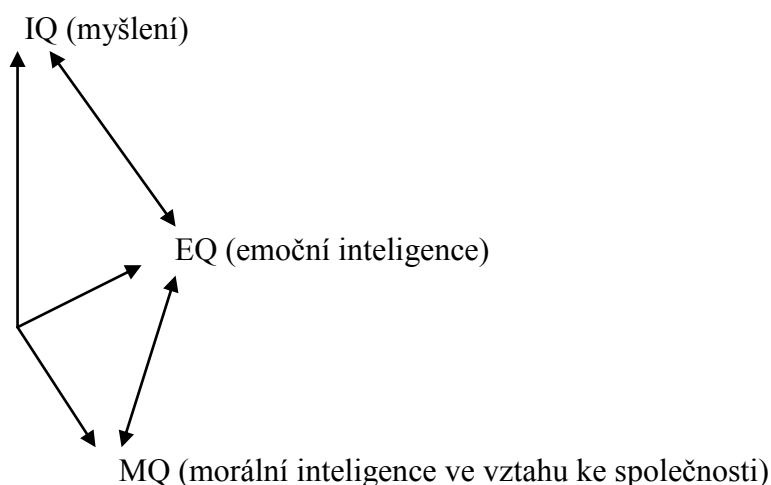 IQ (myšlení)
EQ (emoční inteligence)
MQ (morální inteligence ve vztahu ke společnosti)